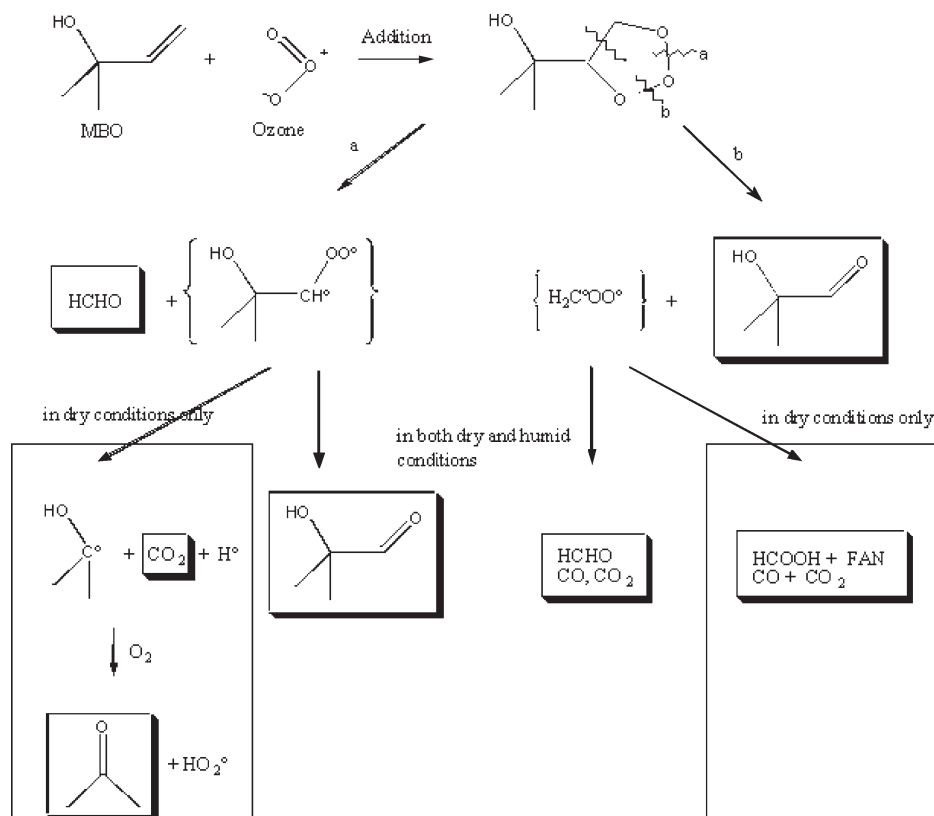 HO
MBO
+
O
O
+
-O
Ozone
Addition
HO
O
O
O
a
b
a
b
HCHO
+
HO
OO°
CH°
H₂C°OO°
+
HO
O
in dry conditions only
in both dry and humid
conditions
in dry conditions only
HO
C°
+ CO₂ + H°
O₂
O
+ HO₂°
HO
O
HCHO
CO, CO₂
HCOOH + FAN
CO + CO₂